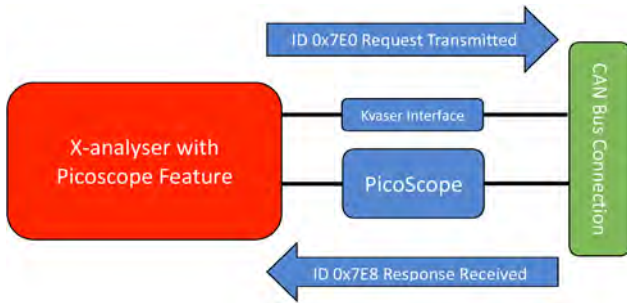 ID 0x7E0 Request Transmitted
X-analyser with
Picoscope Feature
Kvaser Interface
PicoScope
CAN Bus Connection
ID 0x7E8 Response Received